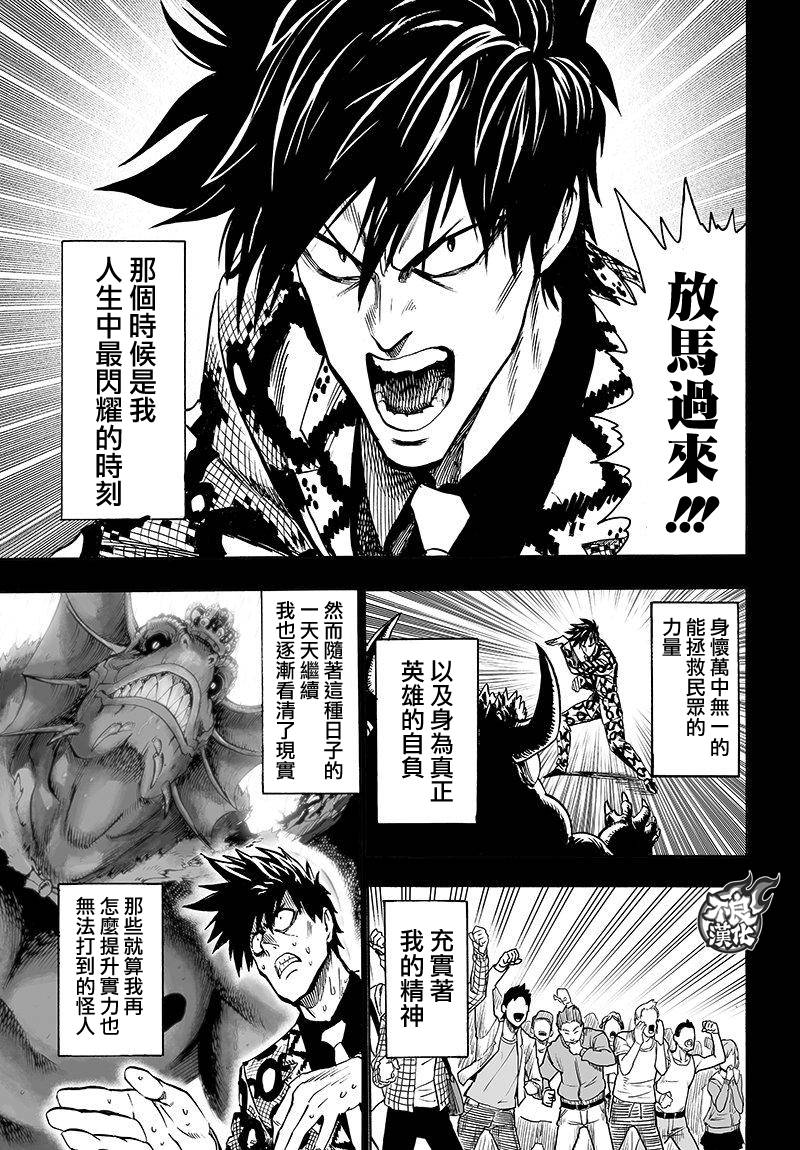 放馬過來!!!
那個時候是我
人生中最閃耀的時刻
身懷萬中無一的
能拯救民眾的
力量
以及身為真正
英雄的自負
充實著
我的精神
然而隨著這種日子的
一天天繼續
我也逐漸看清了現實
那些就算我再
怎麼提升實力也
無法打到的怪人
漢化